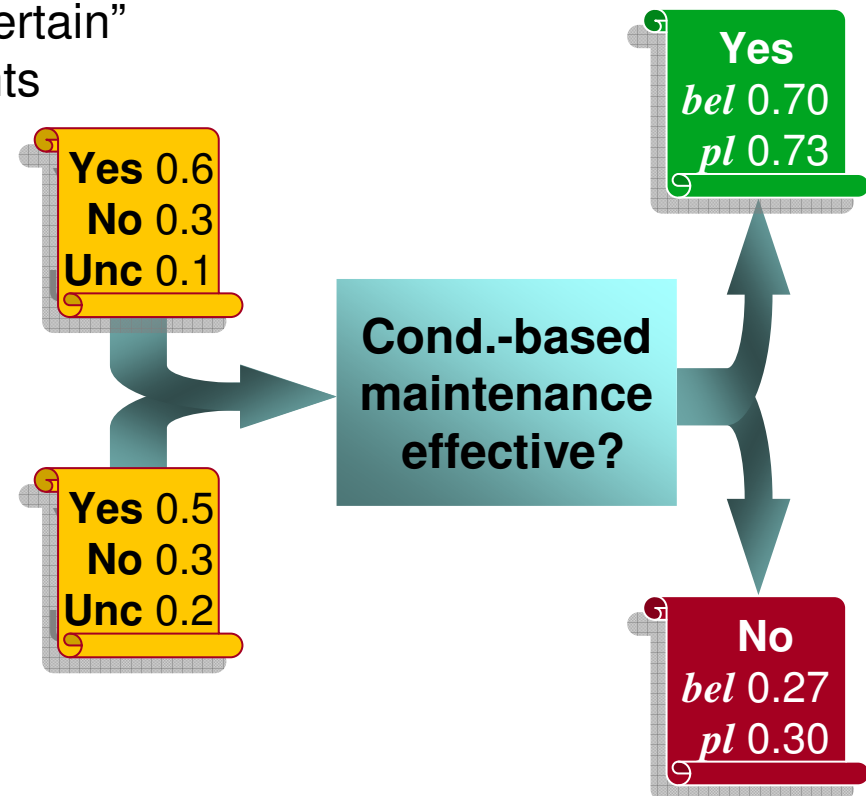 ertain”
ts
Yes 0.6
No 0.3
Unc 0.1
Yes 0.5
No 0.3
Unc 0.2
Cond.-based
maintenance
effective?
Yes
bel 0.70
pl 0.73
No
bel 0.27
pl 0.30